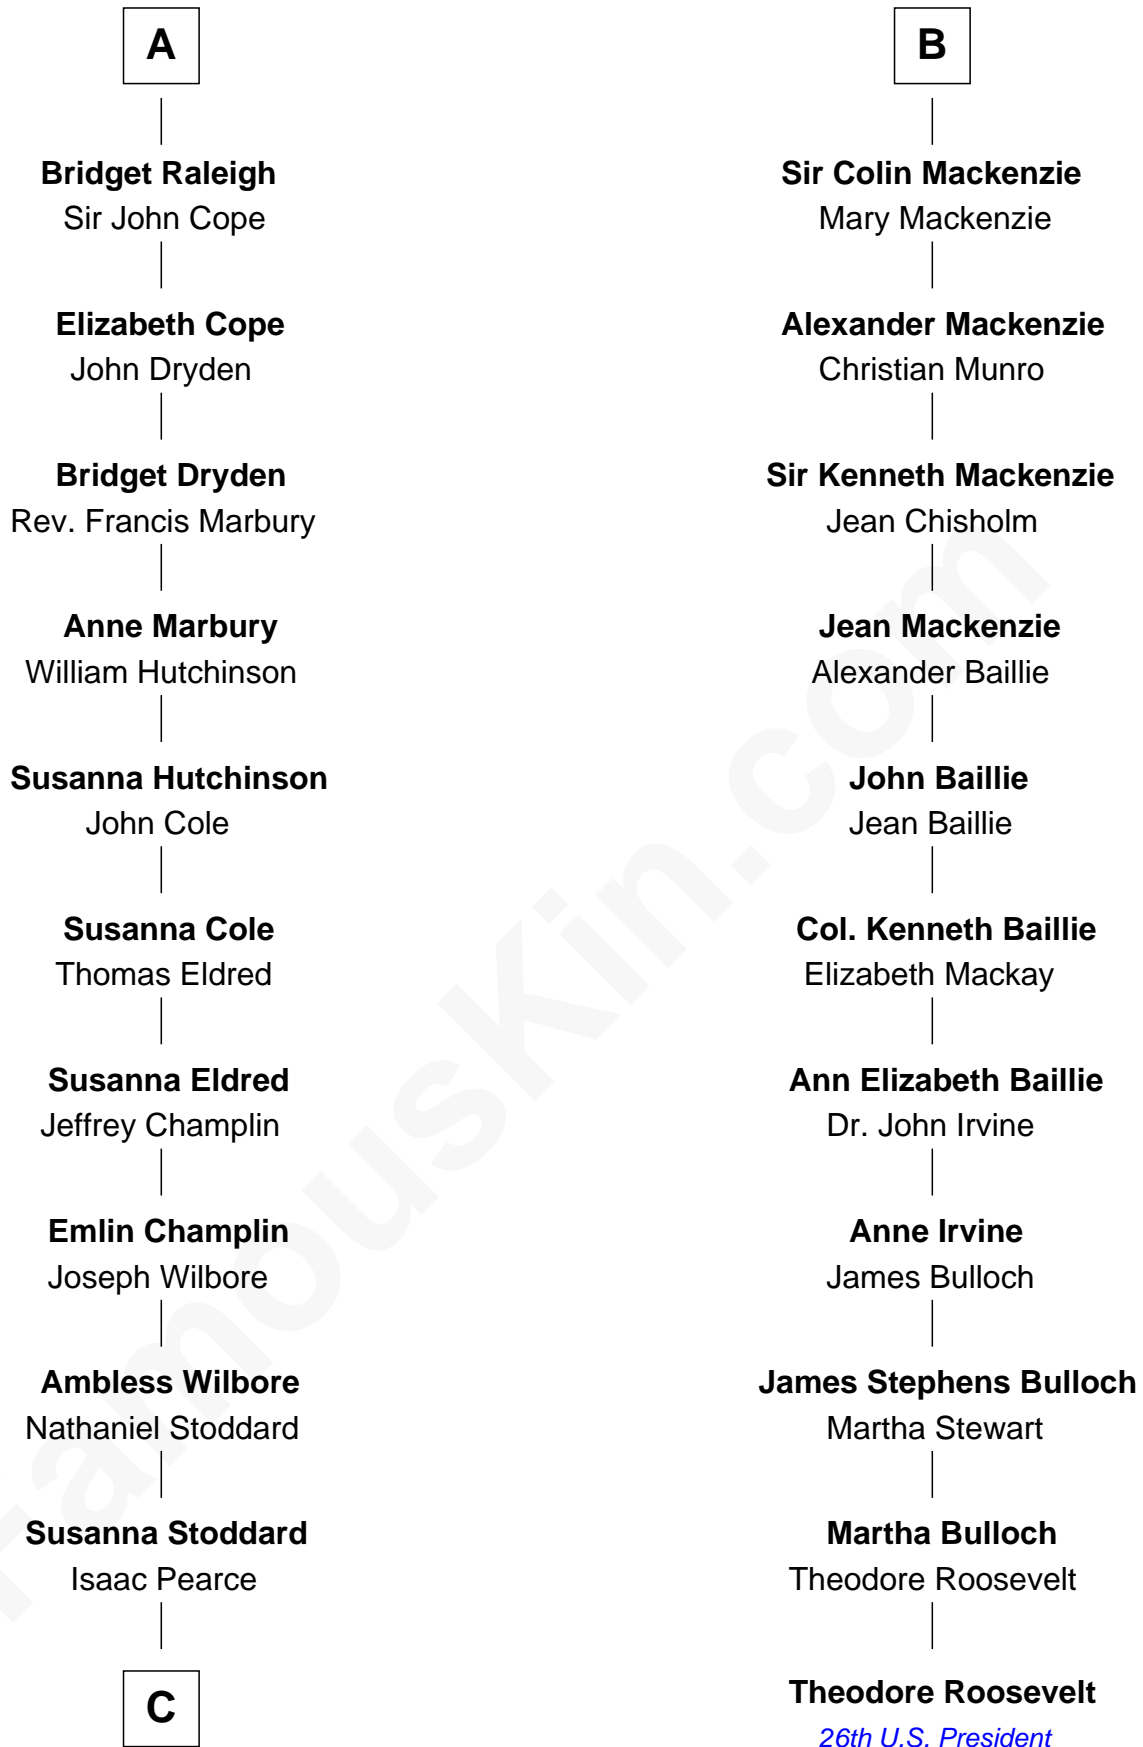 A
Bridget Raleigh
Sir John Cope
Elizabeth Cope
John Dryden
Bridget Dryden
Rev. Francis Marbury
Anne Marbury
William Hutchinson
Susanna Hutchinson
John Cole
Susanna Cole
Thomas Eldred
Susanna Eldred
Jeffrey Champlin
Emlin Champlin
Joseph Wilbore
Ambless Wilbore
Nathaniel Stoddard
Susanna Stoddard
Isaac Pearce
C
B
Sir Colin Mackenzie
Mary Mackenzie
Alexander Mackenzie
Christian Munro
Sir Kenneth Mackenzie
Jean Chisholm
Jean Mackenzie
Alexander Baillie
John Baillie
Jean Baillie
Col. Kenneth Baillie
Elizabeth Mackay
Ann Elizabeth Baillie
Dr. John Irvine
Anne Irvine
James Bulloch
James Stephens Bulloch
Martha Stewart
Martha Bulloch
Theodore Roosevelt
Theodore Roosevelt
26th U.S. President
FamousKin.com